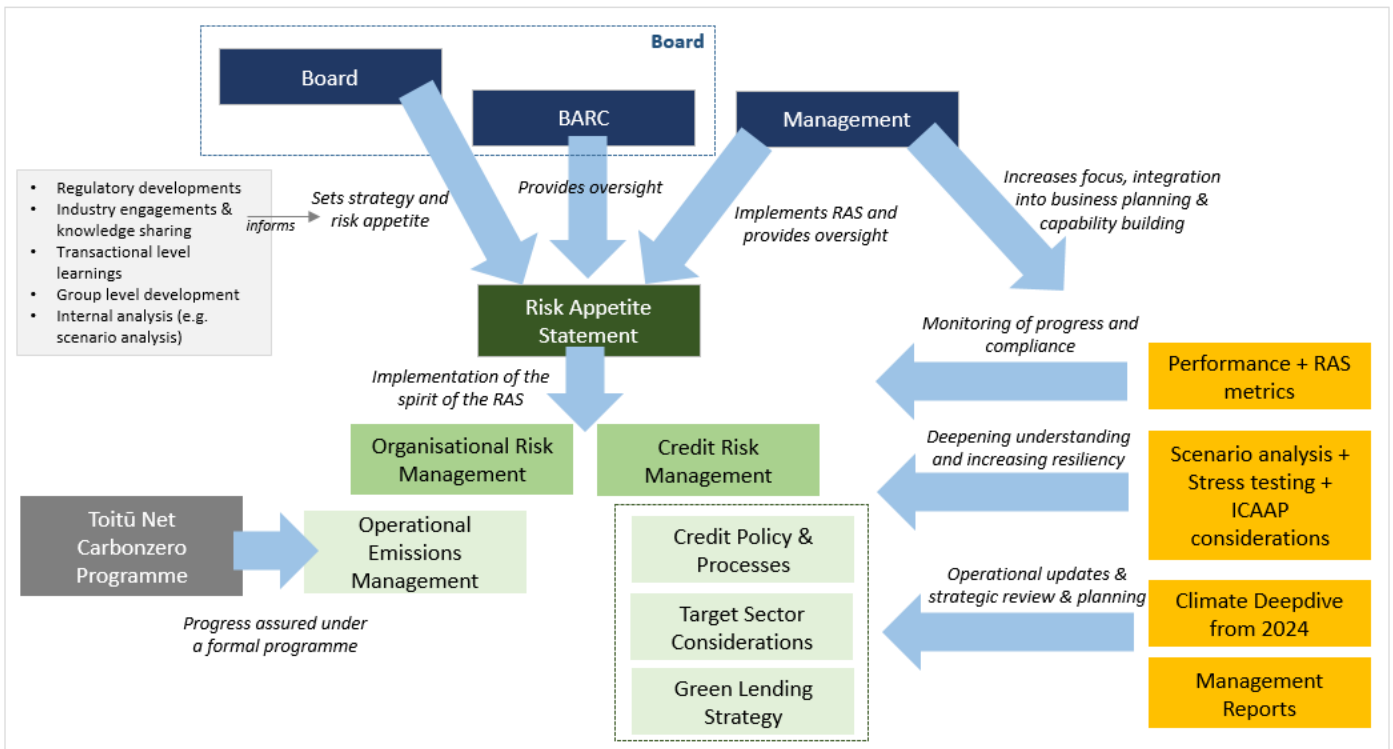 Board
Board
BARC
Management
• Regulatory developments
• Industry engagements &
knowledge sharing
• Transactional level
learnings
• Group level development
• Internal analysis (e.g.
scenario analysis)
informs
Sets strategy and
risk appetite
Provides oversight
Implements RAS and
provides oversight
Increases focus, integration
into business planning &
capability building
Risk Appetite
Statement
Monitoring of progress and
compliance
Performance + RAS
metrics
Implementation of the
spirit of the RAS
Organisational Risk
Management
Credit Risk
Management
Deepening understanding
and increasing resiliency
Scenario analysis +
Stress testing +
ICAAP
considerations
Toitū Net
Carbonzero
Programme
Operational
Emissions
Management
Progress assured under
a formal programme
Credit Policy &
Processes
Target Sector
Considerations
Green Lending
Strategy
Operational updates &
strategic review & planning
Climate Deepdive
from 2024
Management
Reports